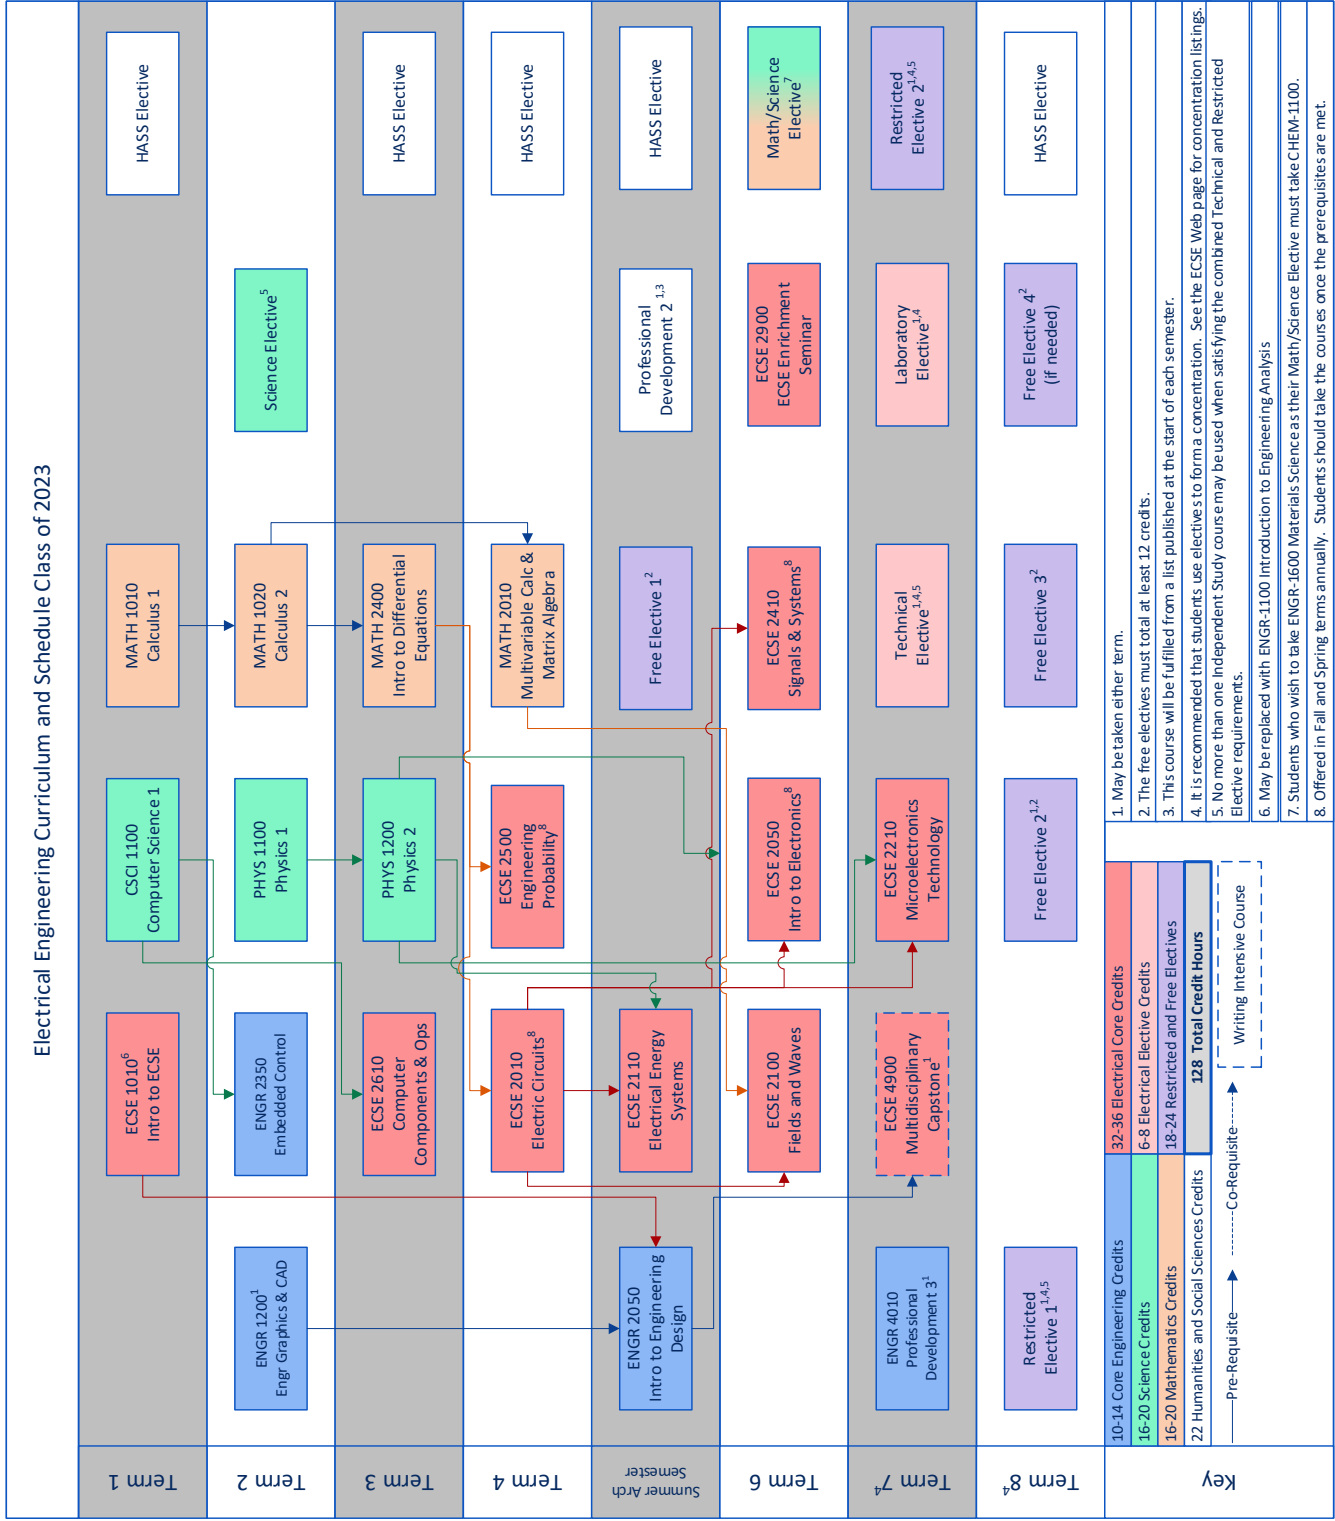 Electrical Engineering Curriculum and Schedule Class of 2023
Term 1
ECSE 1010⁶
Intro to ECSE
CSCI 1100
Computer Science 1
MATH 1010
Calculus 1
HASS Elective
Term 2
ENGR 1200¹
Engr Graphics & CAD
ENGR 2350
Embedded Control
PHYS 1100
Physics 1
MATH 1020
Calculus 2
Science Elective⁵
Term 3
ECSE 2610
Computer
Components & Ops
PHYS 1200
Physics 2
MATH 2400
Intro to Differential
Equations
HASS Elective
Term 4
ECSE 2010
Electric Circuits⁸
ECSE 2500
Engineering
Probability⁸
MATH 2010
Multivariable Calc &
Matrix Algebra
HASS Elective
Summer Arch
Semester
ENGR 2050
Intro to Engineering
Design
ECSE 2110
Electrical Energy
Systems
Free Elective 1²
Professional
Development 2 ¹,³
HASS Elective
Term 6
ECSE 2100
Fields and Waves
ECSE 2050
Intro to Electronics⁸
ECSE 2410
Signals & Systems⁸
ECSE 2900
ECSE Enrichment
Seminar
Math/Science
Elective⁷
Term 7⁴
ENGR 4010
Professional
Development 3¹
ECSE 4900
Multidisciplinary
Capstone¹
ECSE 2210
Microelectronics
Technology
Technical
Elective¹,⁴,⁵
Laboratory
Elective¹,⁴
Restricted
Elective 2¹,⁴,⁵
Term 8⁴
Restricted
Elective 1¹,⁴,⁵
Free Elective 2¹,²
Free Elective 3²
Free Elective 4²
(if needed)
HASS Elective
Key
10-14 Core Engineering Credits
16-20 Science Credits
16-20 Mathematics Credits
22 Humanities and Social Sciences Credits
32-36 Electrical Core Credits
6-8 Electrical Elective Credits
18-24 Restricted and Free Electives
128 Total Credit Hours
Pre-Requisite
Co-Requisite
Writing Intensive Course
1. May be taken either term.
2. The free electives must total at least 12 credits.
3. This course will be fulfilled from a list published at the start of each semester.
4. It is recommended that students use electives to form a concentration. See the ECSE Web page for concentration listings.
5. No more than one Independent Study course may be used when satisfying the combined Technical and Restricted
Elective requirements.
6. May be replaced with ENGR-1100 Introduction to Engineering Analysis
7. Students who wish to take ENGR-1600 Materials Science as their Math/Science Elective must take CHEM-1100.
8. Offered in Fall and Spring terms annually. Students should take the courses once the prerequisites are met.